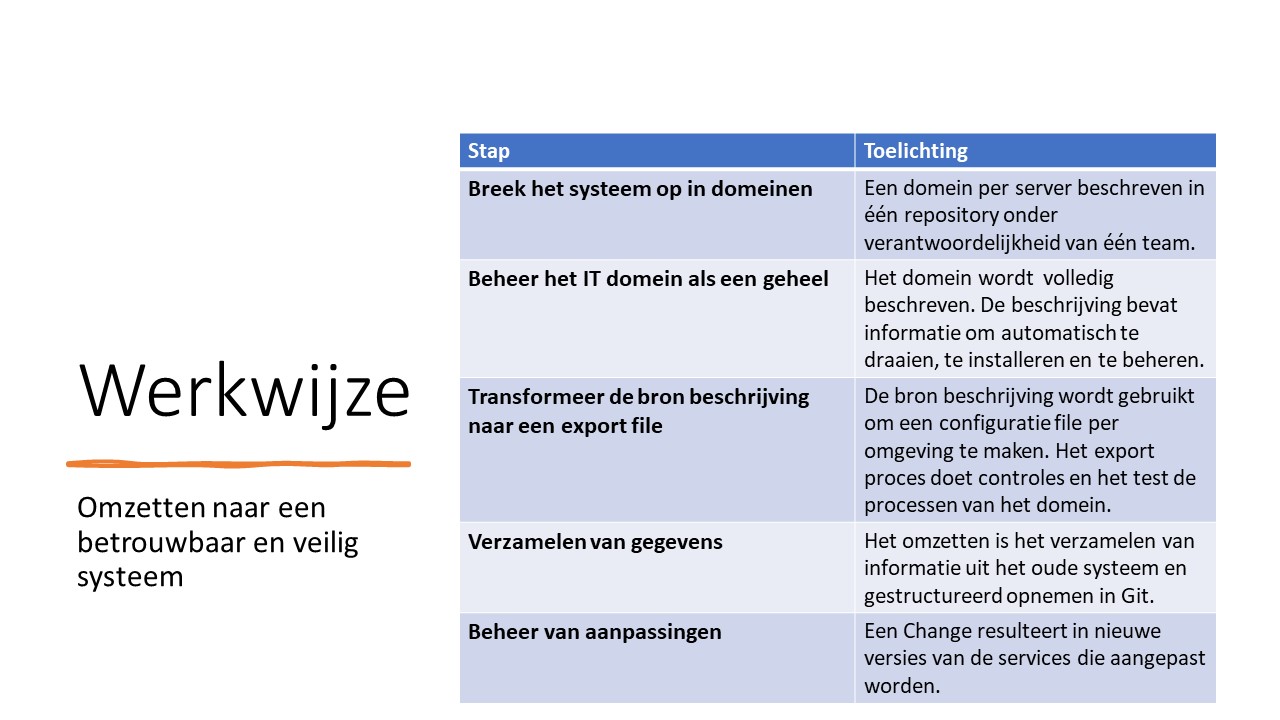 Werkwijze
Omzetten naar een
betrouwbaar en veilig
systeem
Stap
Toelichting
Breek het systeem op in domeinen
Een domein per server beschreven in
één repository onder
verantwoordelijkheid van één team.
Beheer het IT domein als een geheel
Het domein wordt volledig
beschreven. De beschrijving bevat
informatie om automatisch te
draaien, te installeren en te beheren.
Transformeer de bron beschrijving
naar een export file
De bron beschrijving wordt gebruikt
om een configuratie file per
omgeving te maken. Het export
proces doet controles en het test de
processen van het domein.
Verzamelen van gegevens
Het omzetten is het verzamelen van
informatie uit het oude systeem en
gestructureerd opnemen in Git.
Beheer van aanpassingen
Een Change resulteert in nieuwe
versies van de services die aangepast
worden.